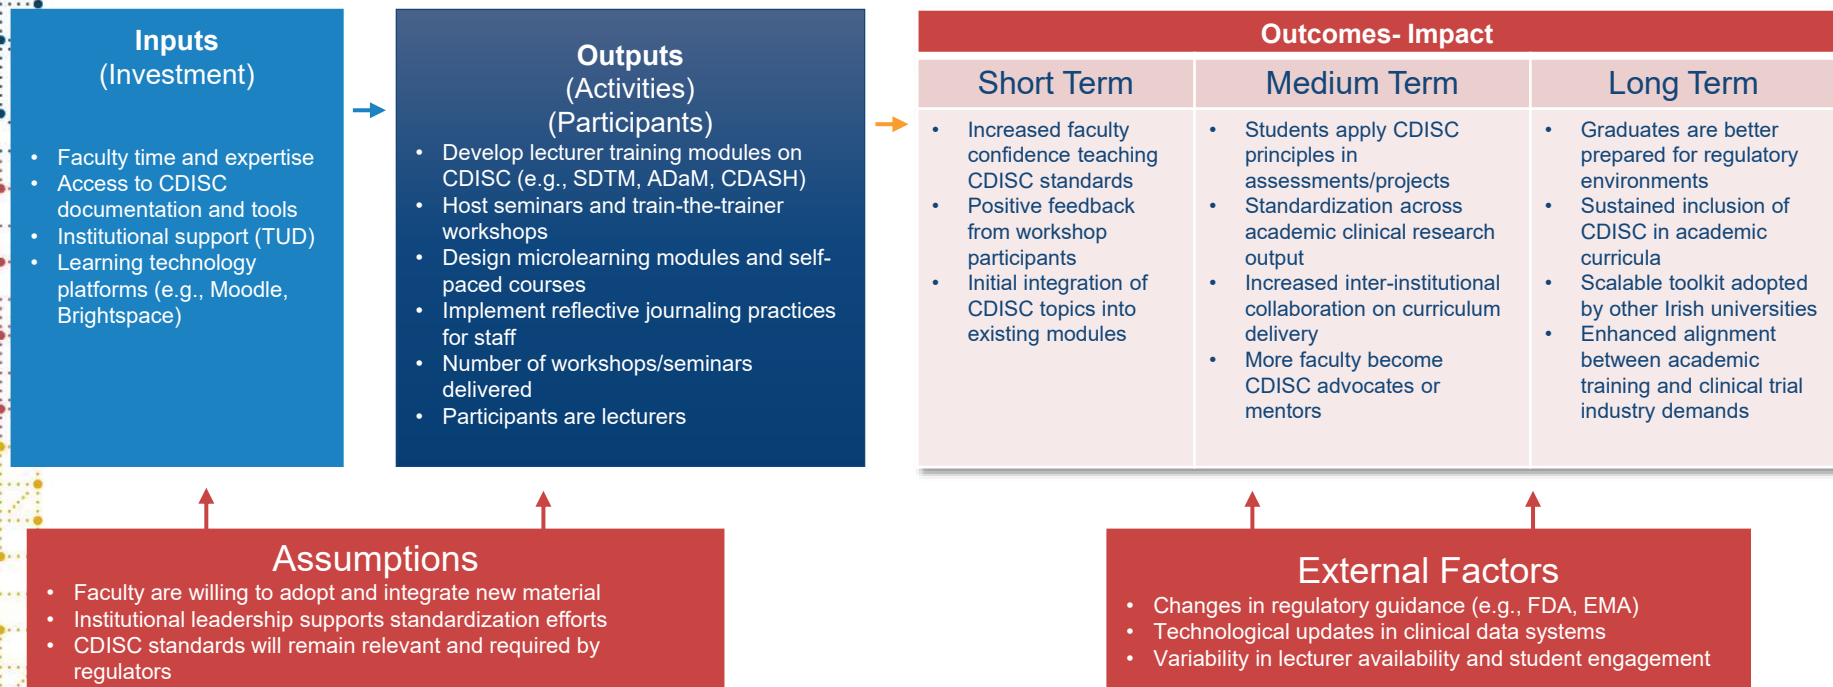 Inputs
(Investment)
• Faculty time and expertise
• Access to CDISC
documentation and tools
• Institutional support (TUD)
• Learning technology
platforms (e.g., Moodle,
Brightspace)
Outputs
(Activities)
(Participants)
• Develop lecturer training modules on
CDISC (e.g., SDTM, ADaM, CDASH)
• Host seminars and train-the-trainer
workshops
• Design microlearning modules and self-
paced courses
• Implement reflective journaling practices
for staff
• Number of workshops/seminars
delivered
• Participants are lecturers
Outcomes- Impact
Short Term
• Increased faculty
confidence teaching
CDISC standards
• Positive feedback
from workshop
participants
• Initial integration of
CDISC topics into
existing modules
Medium Term
• Students apply CDISC
principles in
assessments/projects
• Standardization across
academic clinical research
output
• Increased inter-institutional
collaboration on curriculum
delivery
• More faculty become
CDISC advocates or
mentors
Long Term
• Graduates are better
prepared for regulatory
environments
• Sustained inclusion of
CDISC in academic
curricula
• Scalable toolkit adopted
by other Irish universities
• Enhanced alignment
between academic
training and clinical trial
industry demands
Assumptions
• Faculty are willing to adopt and integrate new material
• Institutional leadership supports standardization efforts
• CDISC standards will remain relevant and required by
regulators
External Factors
• Changes in regulatory guidance (e.g., FDA, EMA)
• Technological updates in clinical data systems
• Variability in lecturer availability and student engagement